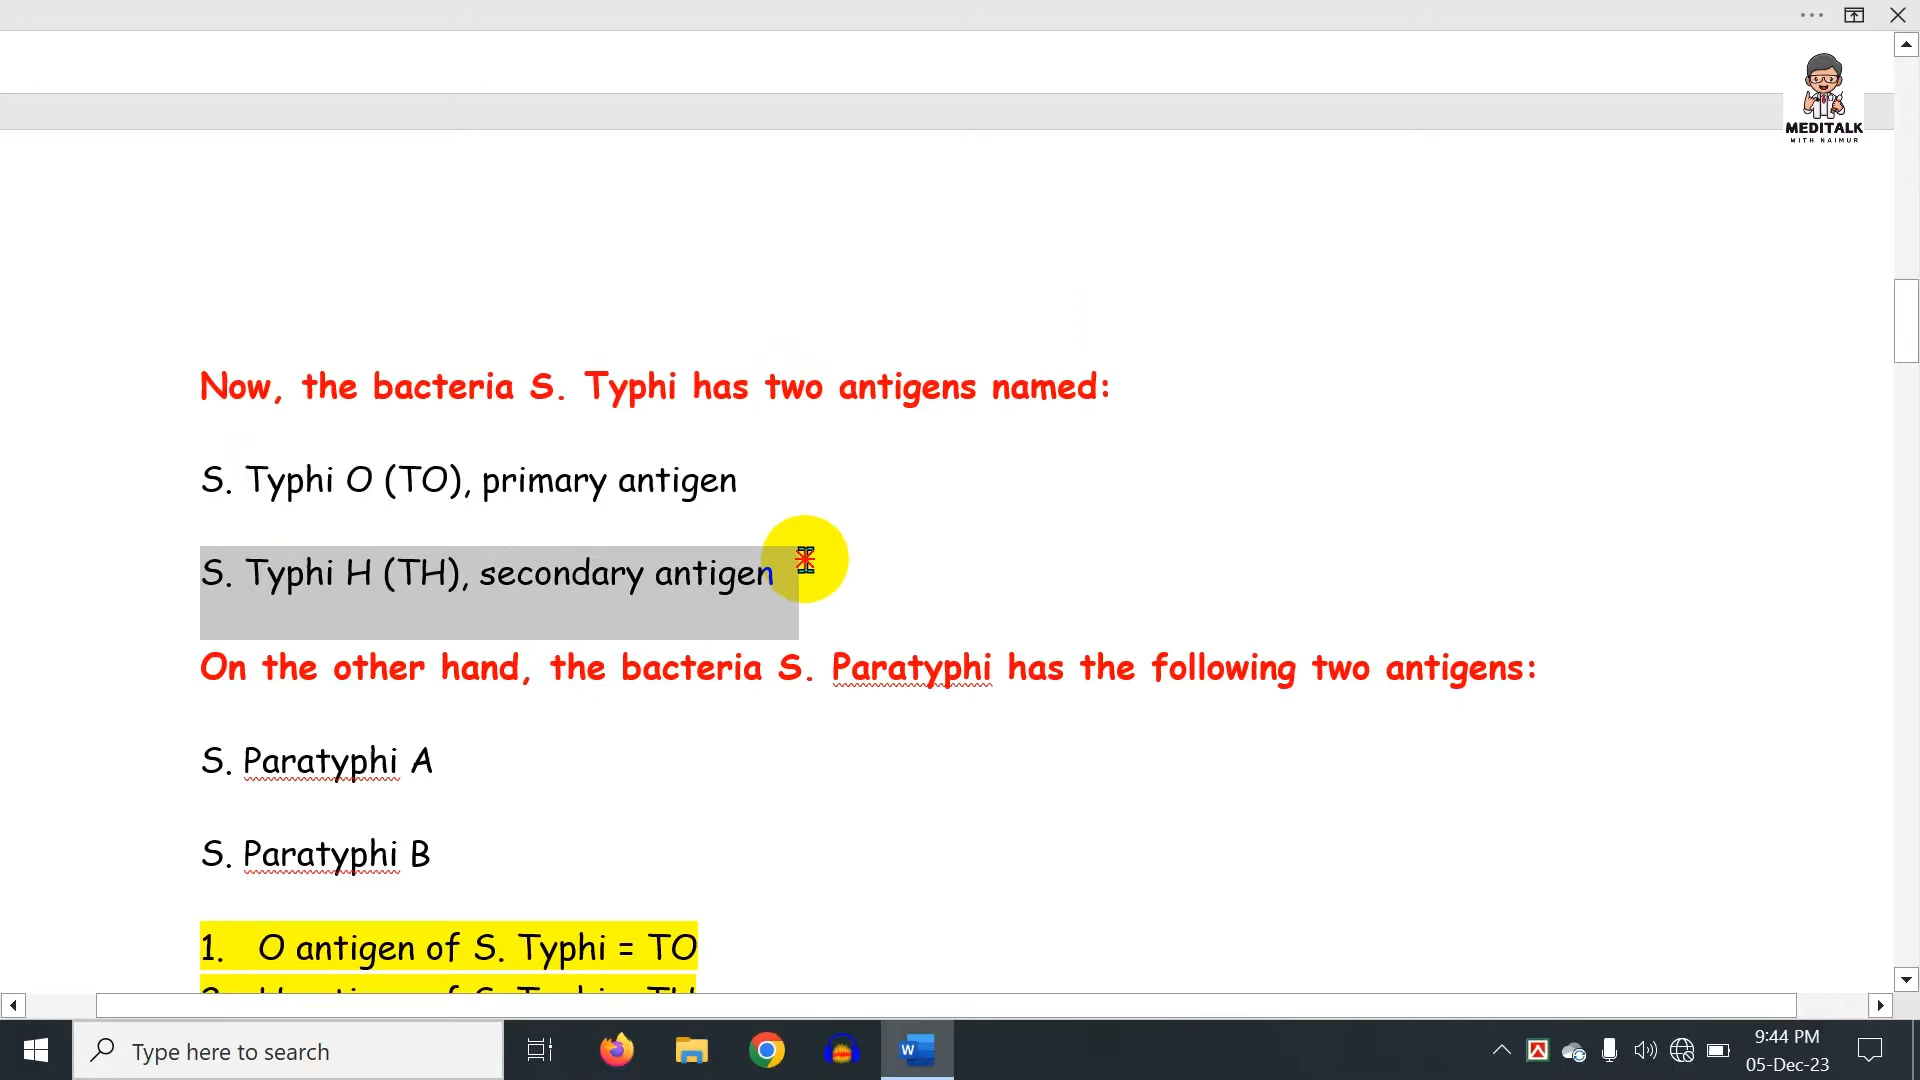 MEDITALK
WITH NAIMUR
Now, the bacteria S. Typhi has two antigens named:
S. Typhi O (TO), primary antigen
S. Typhi H (TH), secondary antigen
On the other hand, the bacteria S. Paratyphi has the following two antigens:
S. Paratyphi A
S. Paratyphi B
1. O antigen of S. Typhi = TO
Type here to search
W
9:44 PM
05-Dec-23